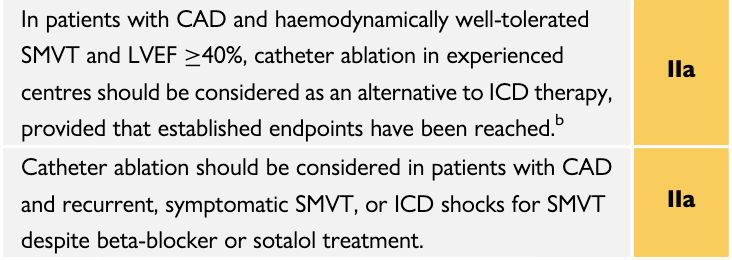 In patients with CAD and haemodynamically well-tolerated
SMVT and LVEF ≥40%, catheter ablation in experienced
centres should be considered as an alternative to ICD therapy,
provided that established endpoints have been reached.b
IIa
Catheter ablation should be considered in patients with CAD
and recurrent, symptomatic SMVT, or ICD shocks for SMVT
despite beta-blocker or sotalol treatment.
IIa